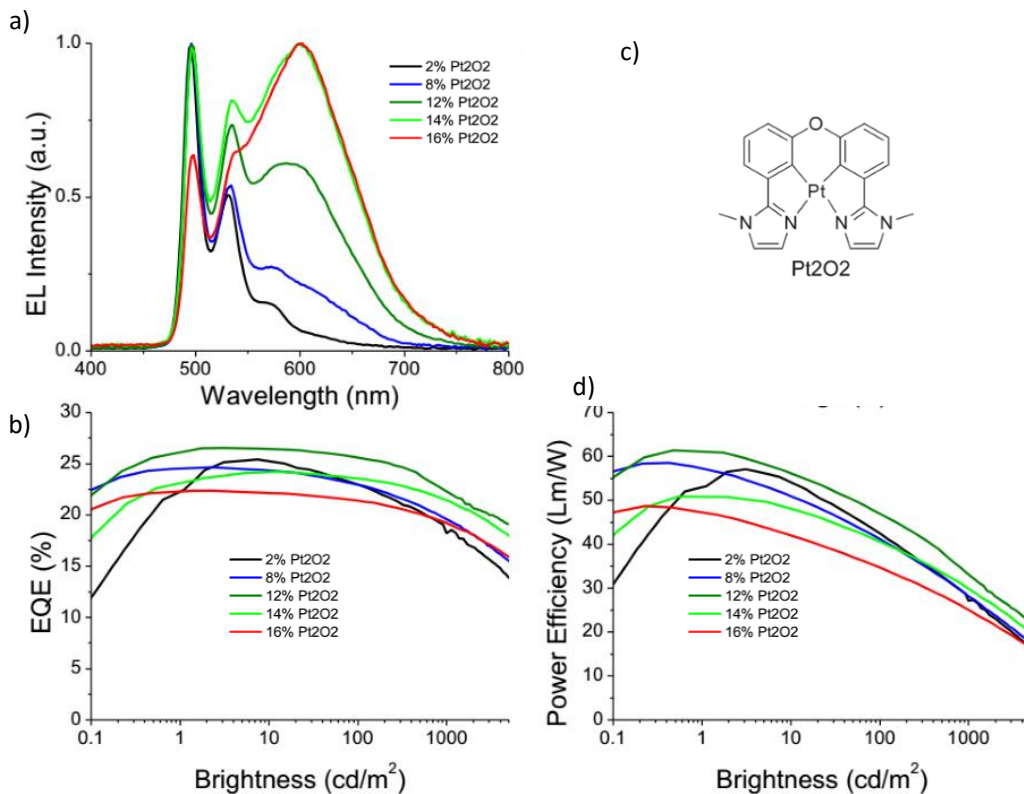 a)
EL Intensity (a.u.)
1.0
0.5
0.0
400 500 600 700 800
Wavelength (nm)
2% Pt2O2
8% Pt2O2
12% Pt2O2
14% Pt2O2
16% Pt2O2
c)
O
Pt
N N N N
Pt2O2
b)
EQE (%)
30
25
20
15
10
5
0
0.1 1 10 100 1000
Brightness (cd/m²)
2% Pt2O2
8% Pt2O2
12% Pt2O2
14% Pt2O2
16% Pt2O2
d)
Power Efficiency (Lm/W)
70
60
50
40
30
20
10
0
0.1 1 10 100 1000
Brightness (cd/m²)
2% Pt2O2
8% Pt2O2
12% Pt2O2
14% Pt2O2
16% Pt2O2